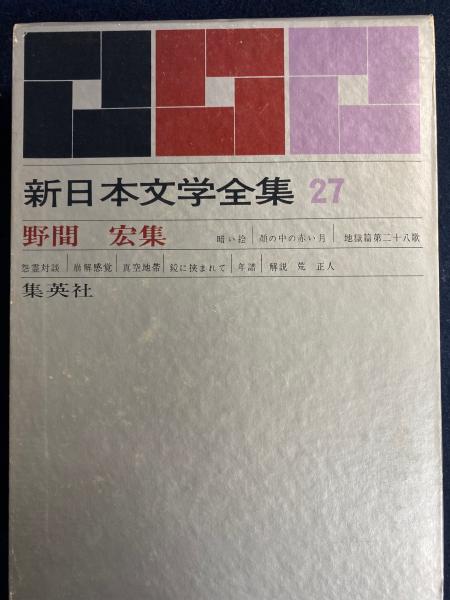 新日本文学全集 27
野間 宏集 暗い絵｜顔の中の赤い月｜地獄篇第二十八歌
怨霊対談｜崩解感覚｜真空地帯｜鏡に挟まれて｜年譜｜解説 荒 正人
集英社